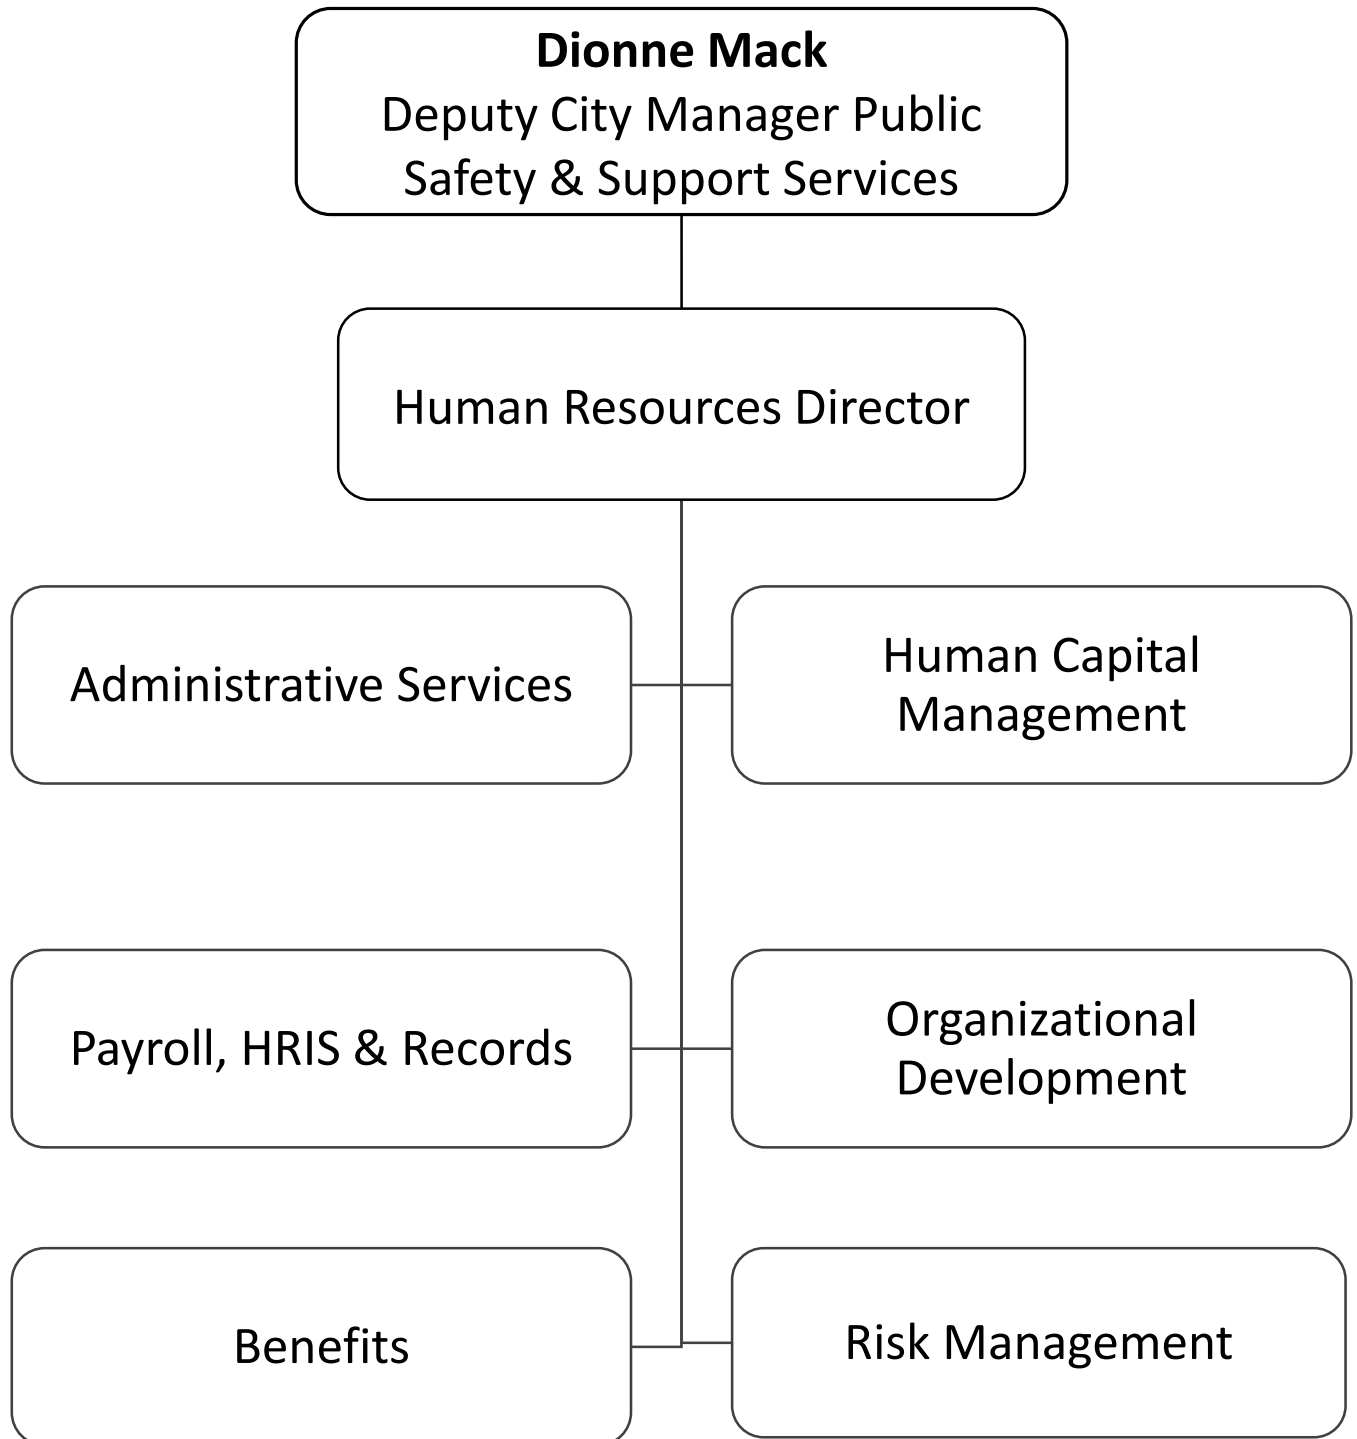 Dionne Mack
Deputy City Manager Public
Safety & Support Services
Human Resources Director
Administrative Services
Human Capital
Management
Payroll, HRIS & Records
Organizational
Development
Benefits
Risk Management